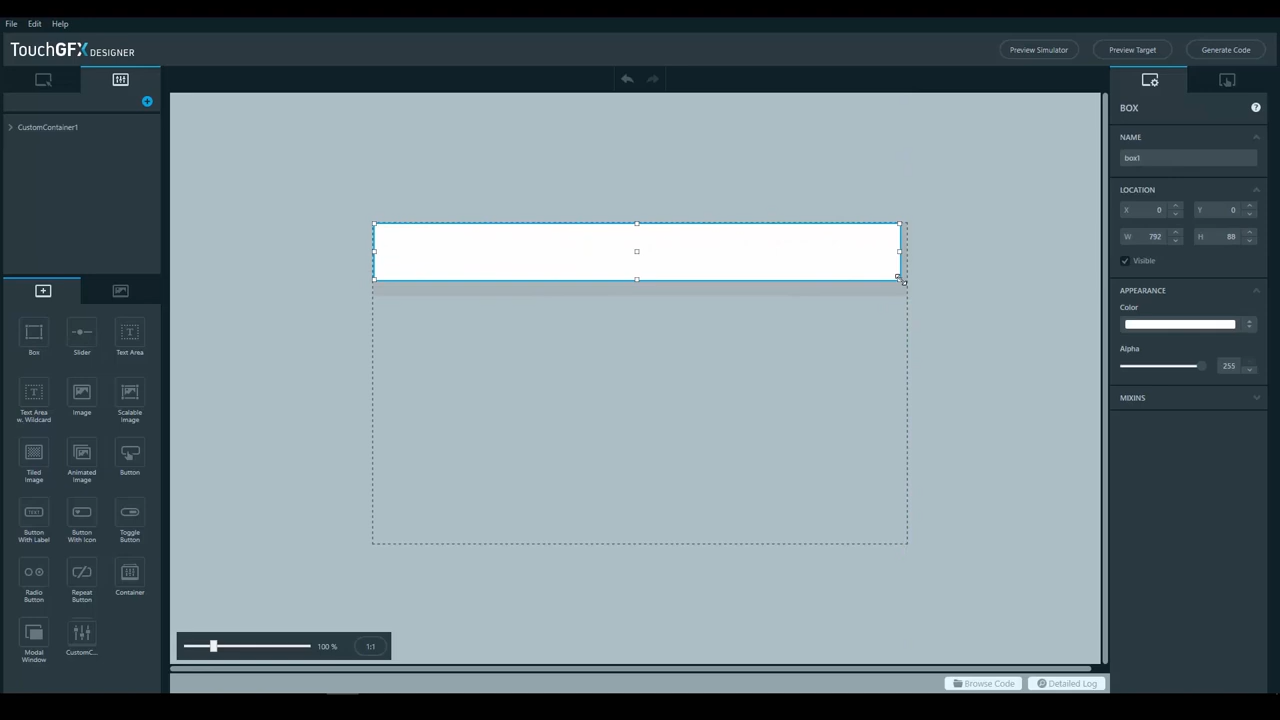 File Edit Help
TouchGFX DESIGNER
Preview Simulator Preview Target Generate Code
BOX
CustomContainer1
NAME
box1
LOCATION
X 0 Y 0
W 792 H 88
Visible
APPEARANCE
Color
Alpha
255
MIXINS
Box Slider Text Area
Text Area w. Wildcard Image Scalable Image
Tiled Image Animated Image Button
Button With Label Button With Icon Toggle Button
Radio Button Repeat Button Container
Modal Window CustomC...
100 % 1:1
Browse Code Detailed Log